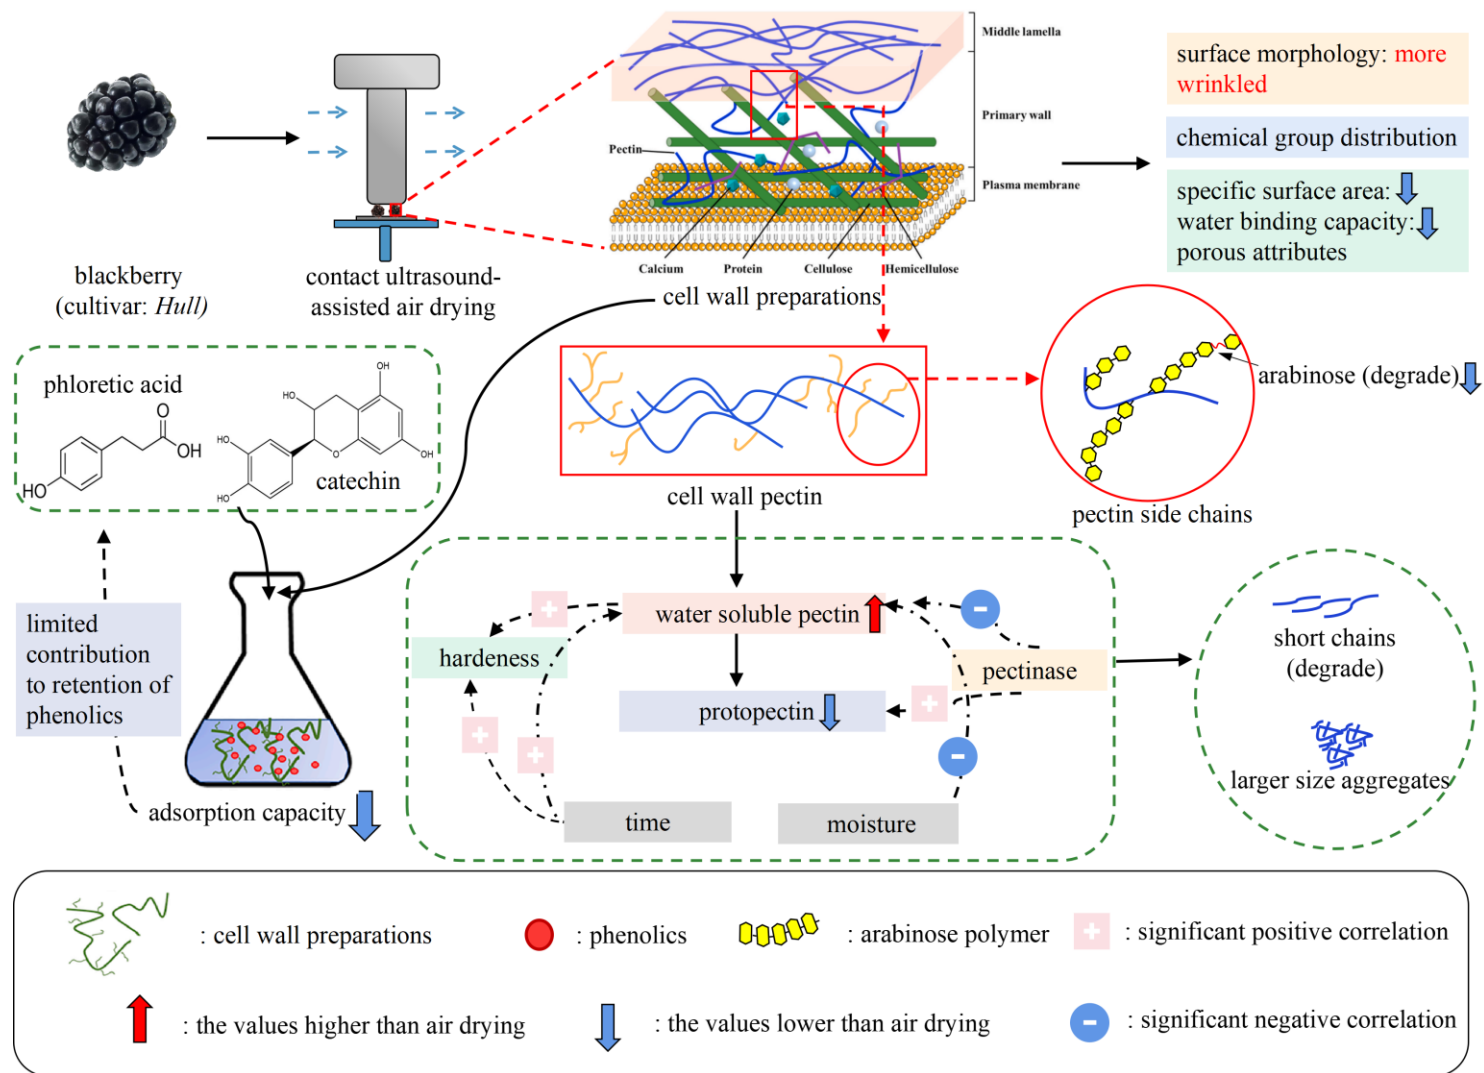 blackberry
(cultivar: Hull)
contact ultrasound-
assisted air drying
Middle lamella
Primary wall
Plasma membrane
Pectin
Calcium
Protein
Cellulose
Hemicellulose
cell wall preparations
surface morphology: more
wrinkled
chemical group distribution
specific surface area:
water binding capacity:
porous attributes
phloretic acid
O
OH
HO
OH
HO
HO
HO
O
OH
catechin
cell wall pectin
arabinose (degrade)
pectin side chains
limited
contribution
to retention of
phenolics
adsorption capacity
water soluble pectin
hardeness
pectinase
protopectin
time
moisture
+
+
+
+
-
-
short chains
(degrade)
larger size aggregates
: cell wall preparations
: phenolics
: arabinose polymer
+ : significant positive correlation
: the values higher than air drying
: the values lower than air drying
- : significant negative correlation